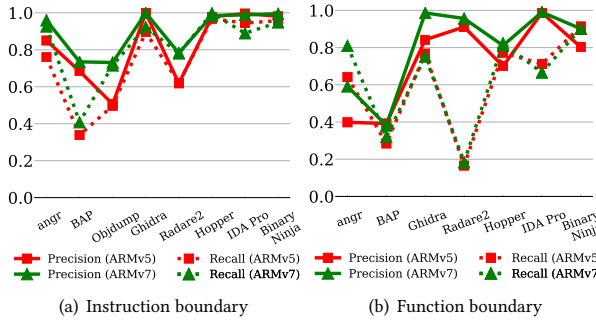 1.0
0.8
0.6
0.4
0.2
0.0
angr
BAP
Objdump
Ghidra
Radare2
Hopper
IDA Pro
Binary
Ninja
Precision (ARMv5)
Precision (ARMv7)
Recall (ARMv5)
Recall (ARMv7)
(a) Instruction boundary
1.0
0.8
0.6
0.4
0.2
0.0
angr
BAP
Ghidra
Radare2
Hopper
IDA Pro
Binary
Ninj
Precision (ARMv5)
Precision (ARMv7)
Recall (ARMv5
Recall (ARMv7
(b) Function boundary